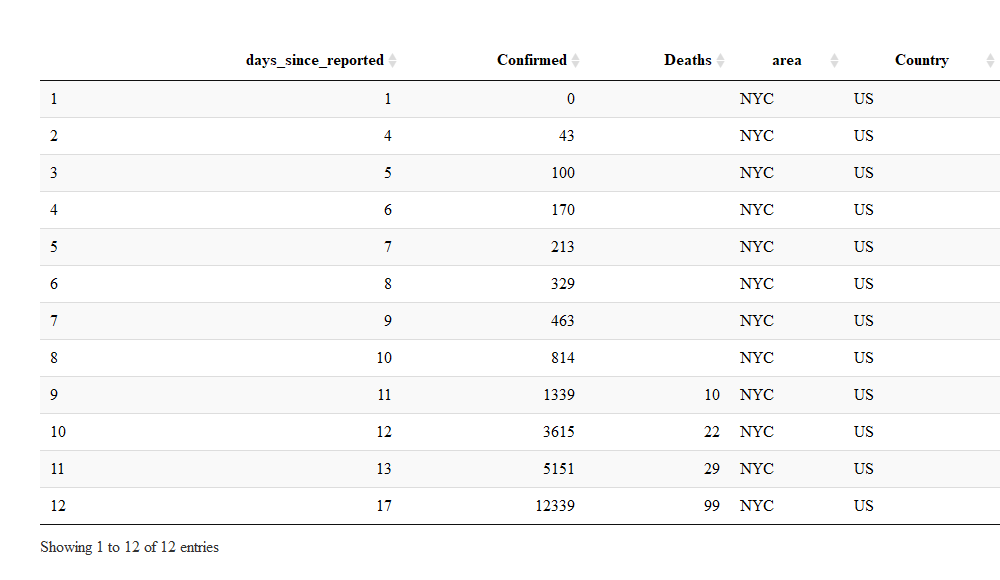 days_since_reported Confirmed Deaths area Country
1 1 0 NYC US
2 4 43 NYC US
3 5 100 NYC US
4 6 170 NYC US
5 7 213 NYC US
6 8 329 NYC US
7 9 463 NYC US
8 10 814 NYC US
9 11 1339 10 NYC US
10 12 3615 22 NYC US
11 13 5151 29 NYC US
12 17 12339 99 NYC US
Showing 1 to 12 of 12 entries